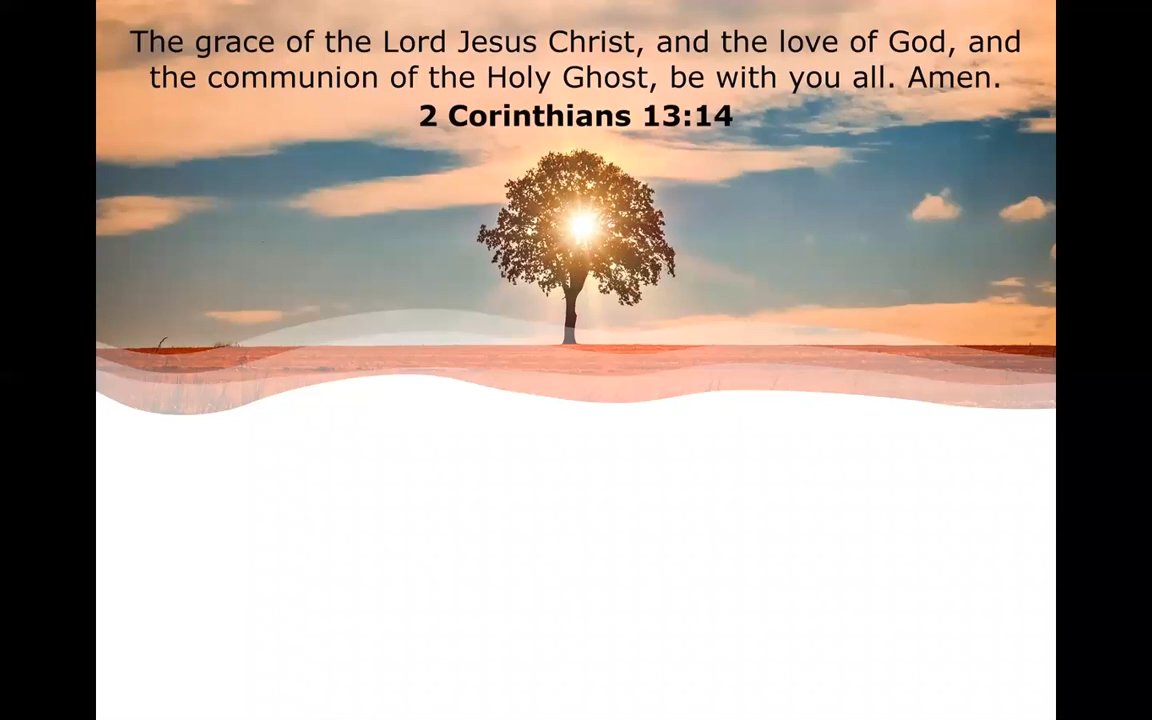 The grace of the Lord Jesus Christ, and the love of God, and
the communion of the Holy Ghost, be with you all. Amen.
2 Corinthians 13:14